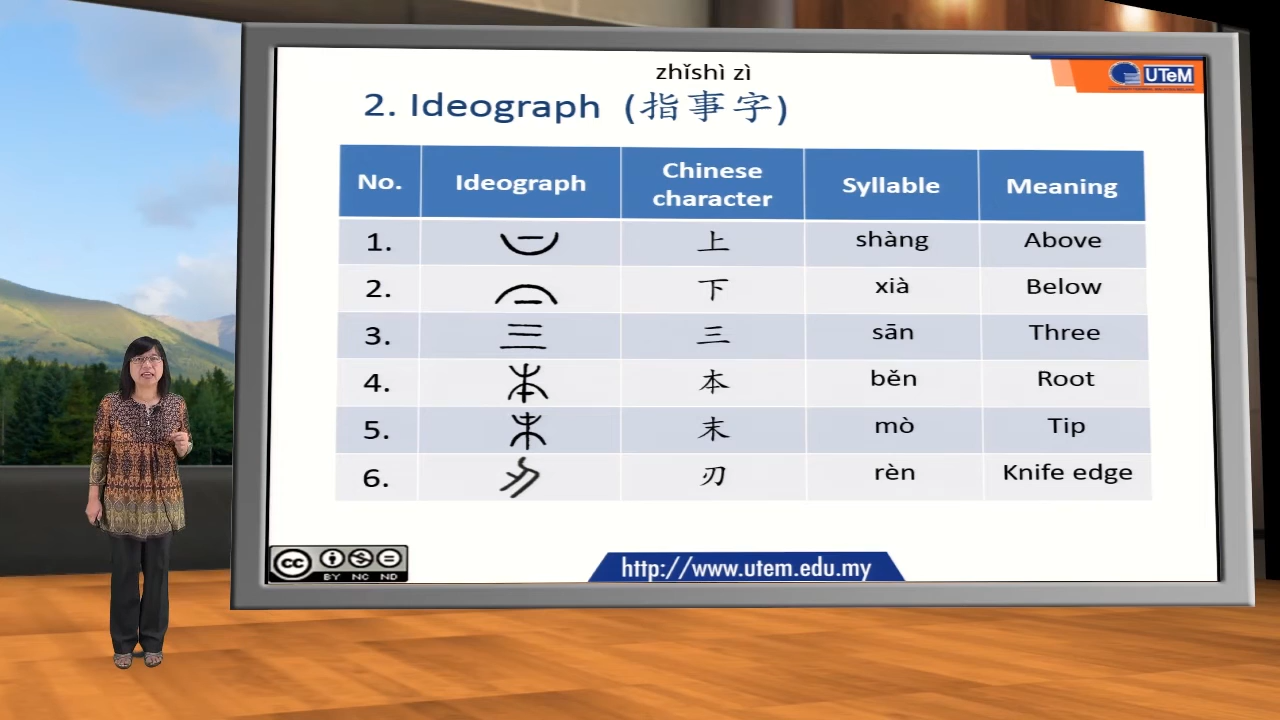 zhǐshì zì
2. Ideograph (指事字)
UTeM
No. Ideograph Chinese character Syllable Meaning
1. 上 shàng Above
2. 下 xià Below
3. 三 sān Three
4. 本 běn Root
5. 末 mò Tip
6. 刃 rèn Knife edge
cc BY NC ND
http://www.utem.edu.my